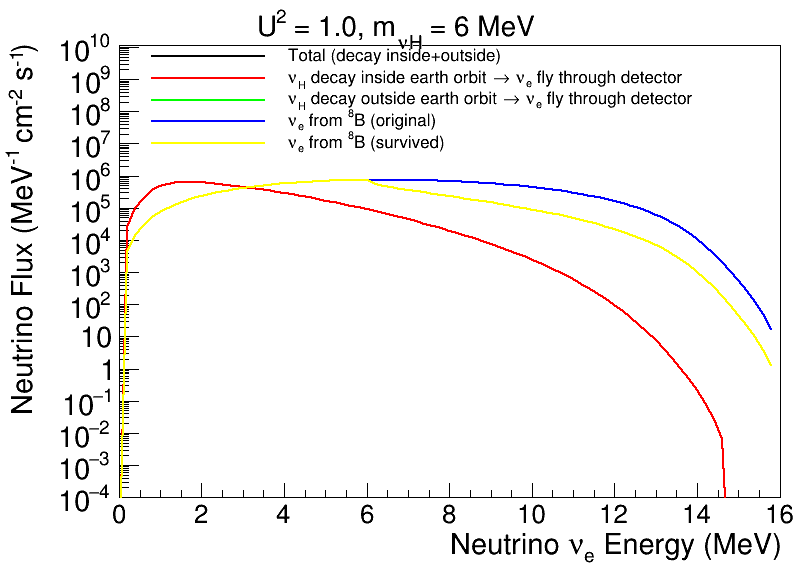 U² = 1.0, m_νH = 6 MeV
Total (decay inside+outside)
ν_H decay inside earth orbit → ν_e fly through detector
ν_H decay outside earth orbit → ν_e fly through detector
ν_e from ⁸B (original)
ν_e from ⁸B (survived)
Neutrino Flux (MeV⁻¹ cm⁻² s⁻¹)
10¹⁰
10⁹
10⁸
10⁷
10⁶
10⁵
10⁴
10³
10²
10
1
10⁻¹
10⁻²
10⁻³
10⁻⁴
0 2 4 6 8 10 12 14 16
Neutrino ν_e Energy (MeV)